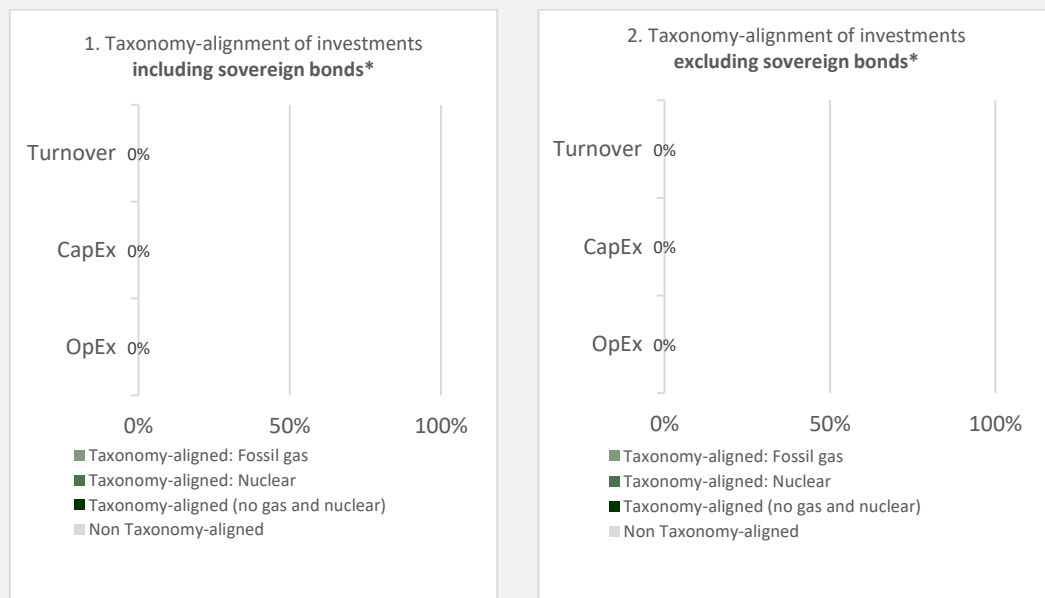 1. Taxonomy-alignment of investments
including sovereign bonds*
Turnover 0%
CapEx 0%
OpEx 0%
0% 50% 100%
Taxonomy-aligned: Fossil gas
Taxonomy-aligned: Nuclear
Taxonomy-aligned (no gas and nuclear)
Non Taxonomy-aligned
2. Taxonomy-alignment of investments
excluding sovereign bonds*
Turnover 0%
CapEx 0%
OpEx 0%
0% 50% 100%
Taxonomy-aligned: Fossil gas
Taxonomy-aligned: Nuclear
Taxonomy-aligned (no gas and nuclear)
Non Taxonomy-aligned